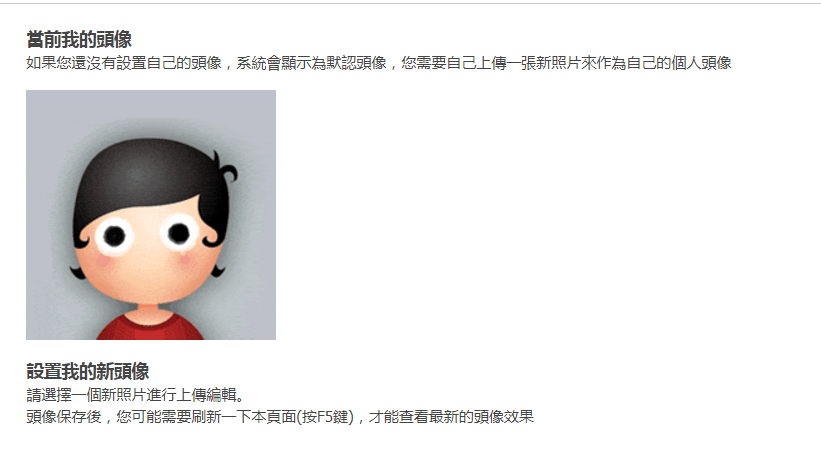 當前我的頭像
如果您還沒有設置自己的頭像，系統會顯示為默認頭像，您需要自己上傳一張新照片來作為自己的個人頭像
設置我的新頭像
請選擇一個新照片進行上傳編輯。
頭像保存後，您可能需要刷新一下本頁面(按F5鍵)，才能查看最新的頭像效果